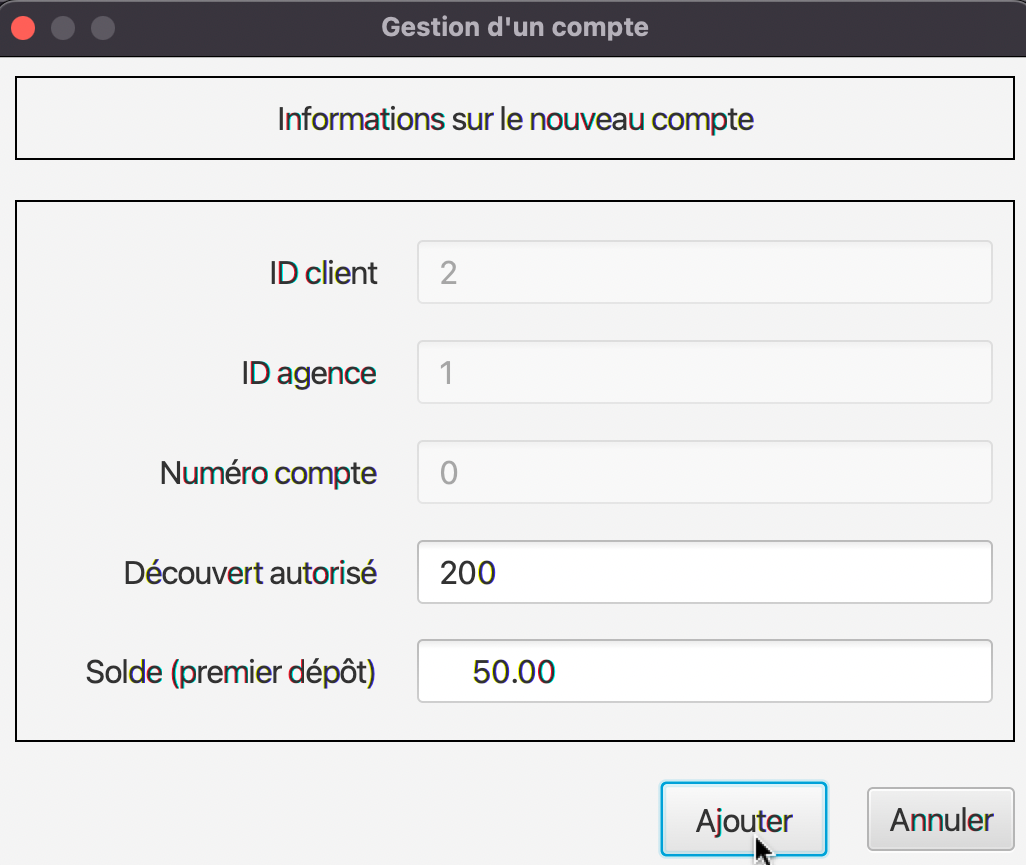 Gestion d'un compte
Informations sur le nouveau compte
ID client 2
ID agence 1
Numéro compte 0
Découvert autorisé 200
Solde (premier dépôt) 50.00
Ajouter Annuler